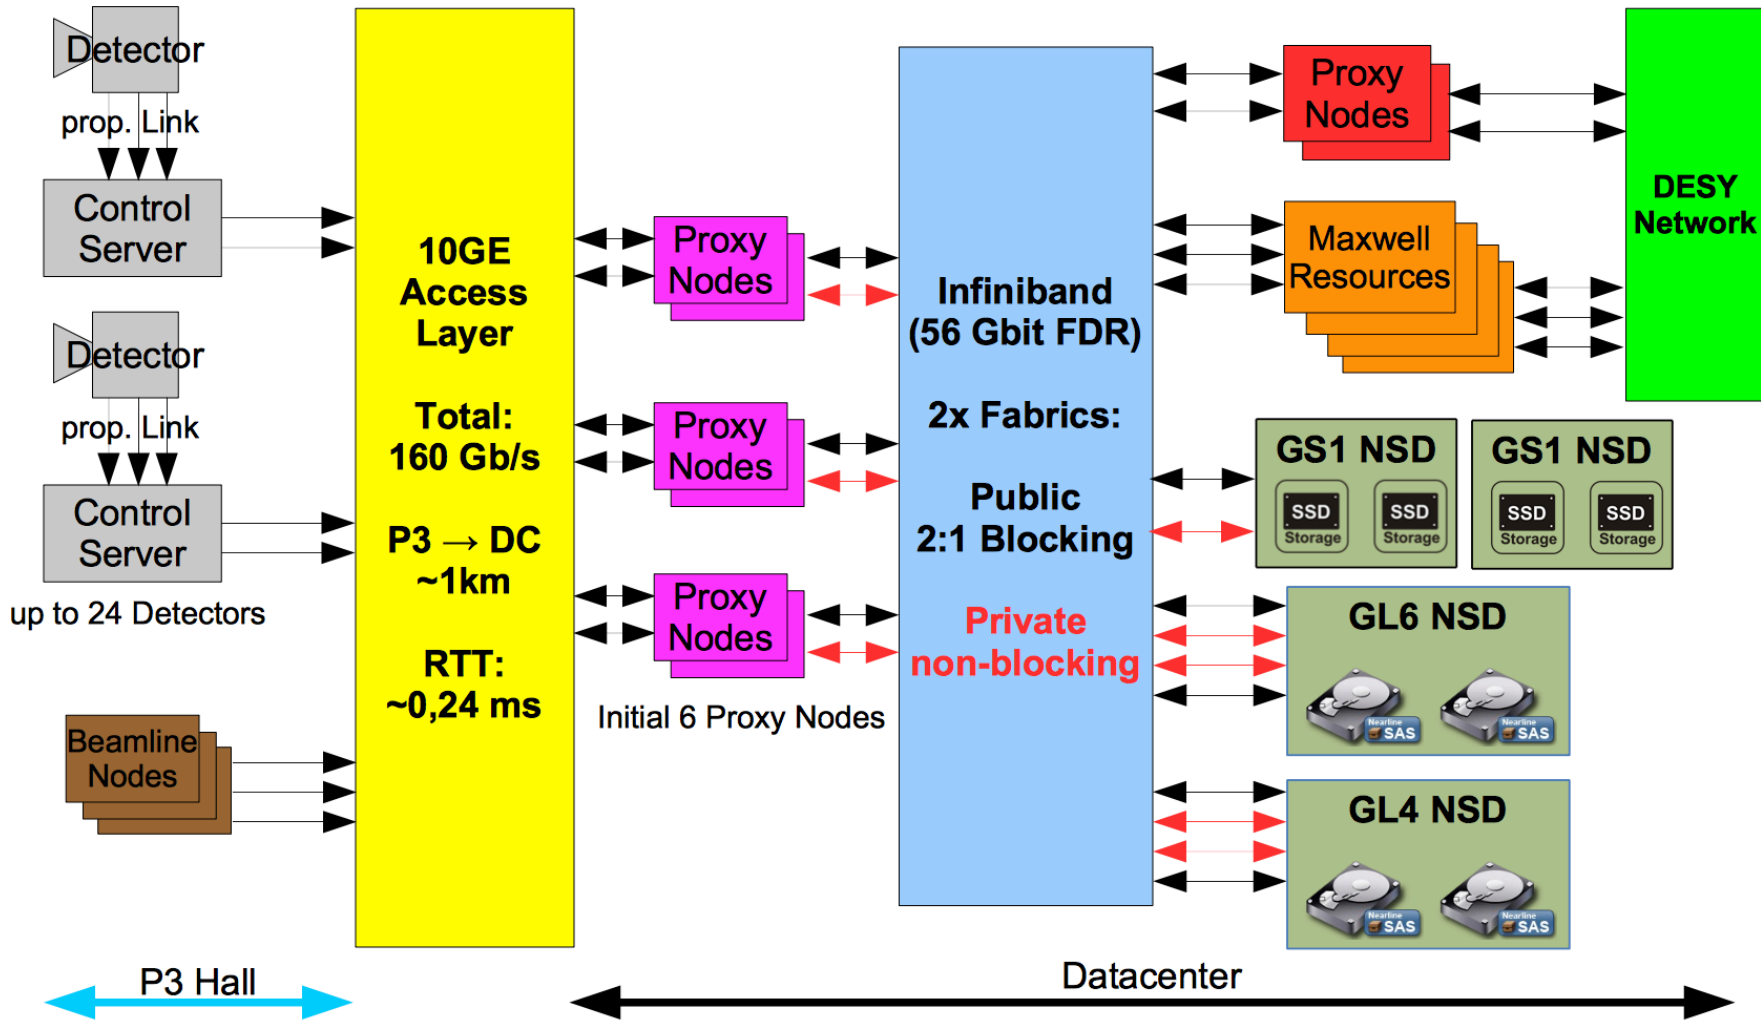 Detector
prop. Link
Control
Server
Detector
prop. Link
Control
Server
up to 24 Detectors
Beamline
Nodes
P3 Hall
10GE
Access
Layer
Total:
160 Gb/s
P3 → DC
~1km
RTT:
~0,24 ms
Proxy
Nodes
Proxy
Nodes
Proxy
Nodes
Initial 6 Proxy Nodes
Infiniband
(56 Gbit FDR)
2x Fabrics:
Public
2:1 Blocking
Private
non-blocking
Proxy
Nodes
Maxwell
Resources
DESY
Network
GS1 NSD
SSD
Storage
SSD
Storage
GS1 NSD
SSD
Storage
SSD
Storage
GL6 NSD
Nearline
SAS
Nearline
SAS
GL4 NSD
Nearline
SAS
Nearline
SAS
Datacenter